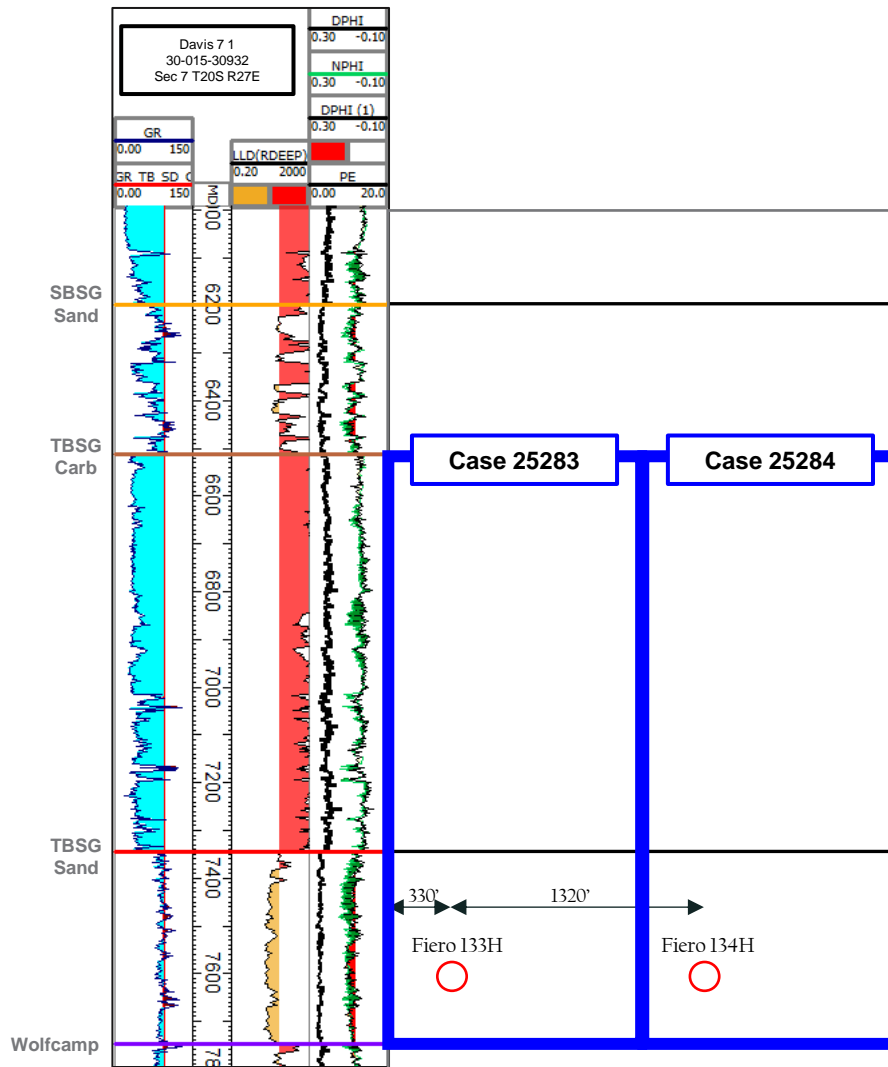 Davis 7 1
30-015-30932
Sec 7 T20S R27E
DPHI
0.30 -0.10
NPHI
0.30 -0.10
DPHI (1)
0.30 -0.10
GR
0.00 150
LLD(RDEEP)
0.20 2000
PE
0.00 20.0
GR_TB_SD_C
0.00 150
MD
SBSG
Sand
6200
6400
TBSG
Carb
Case 25283
Case 25284
6600
6800
7000
7200
TBSG
Sand
7400
330'
1320'
Fiero 133H
Fiero 134H
7600
Wolfcamp